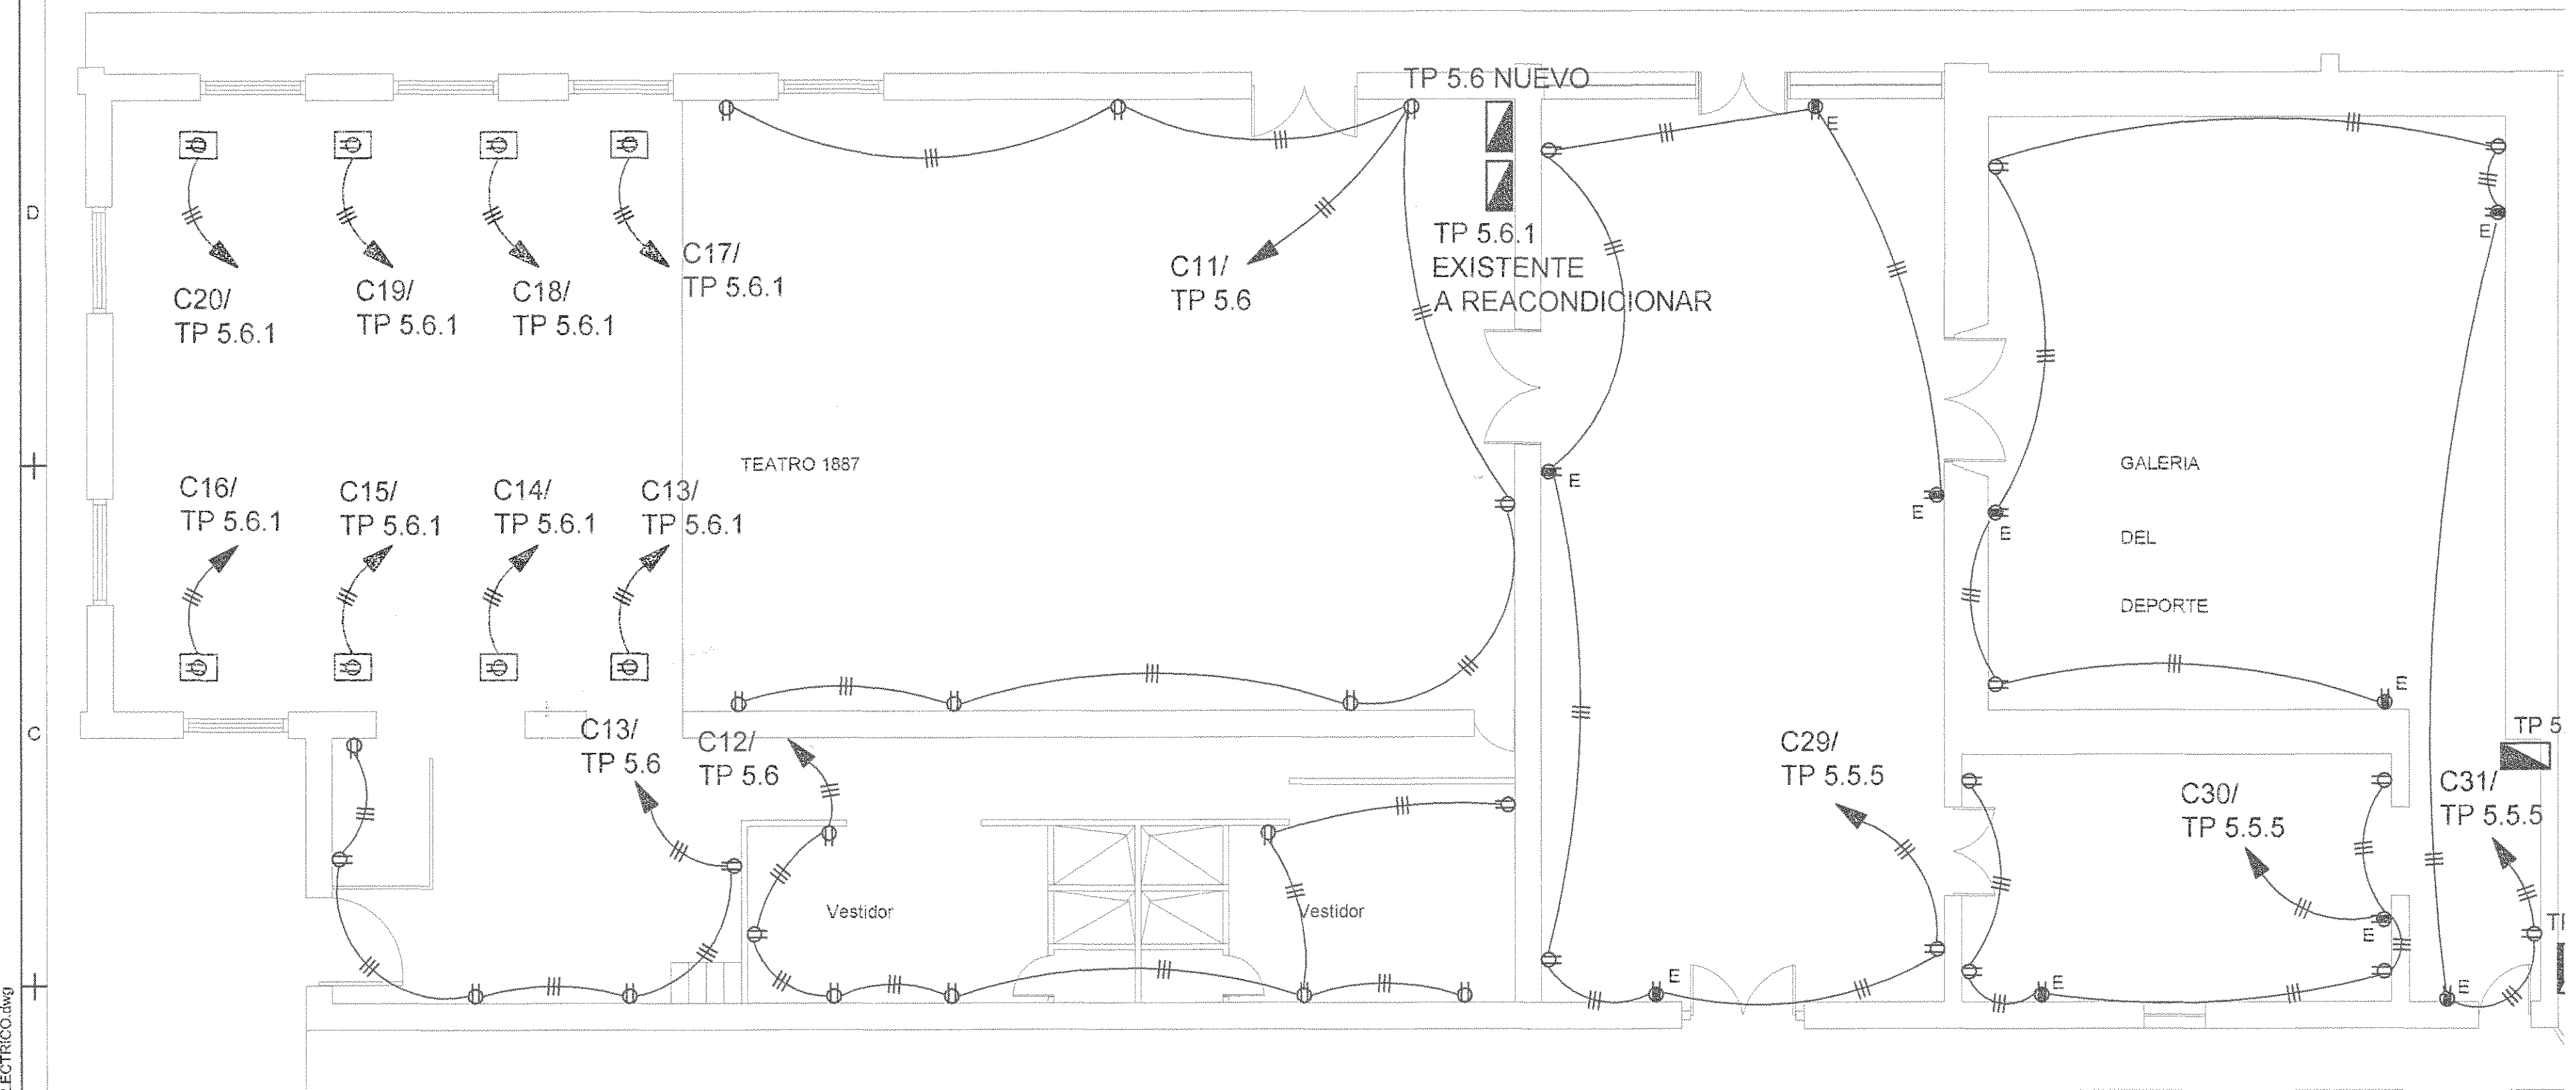 TP 5.6 NUEVO
E
D
TP 5.6.1
EXISTENTE
A REACONDICIONAR
E
C17/
TP 5.6.1
C11/
TP 5.6
C20/
TP 5.6.1
C19/
TP 5.6.1
C18/
TP 5.6.1
TEATRO 1887
GALERIA
DEL
DEPORTE
E
E
E
C16/
TP 5.6.1
C15/
TP 5.6.1
C14/
TP 5.6.1
C13/
TP 5.6.1
E
C
C13/
TP 5.6
C12/
TP 5.6
C29/
TP 5.5.5
C30/
TP 5.5.5
TP 5.
C31/
TP 5.5.5
Vestidor
Vestidor
E
E
E
E
LECTRICO.dwg